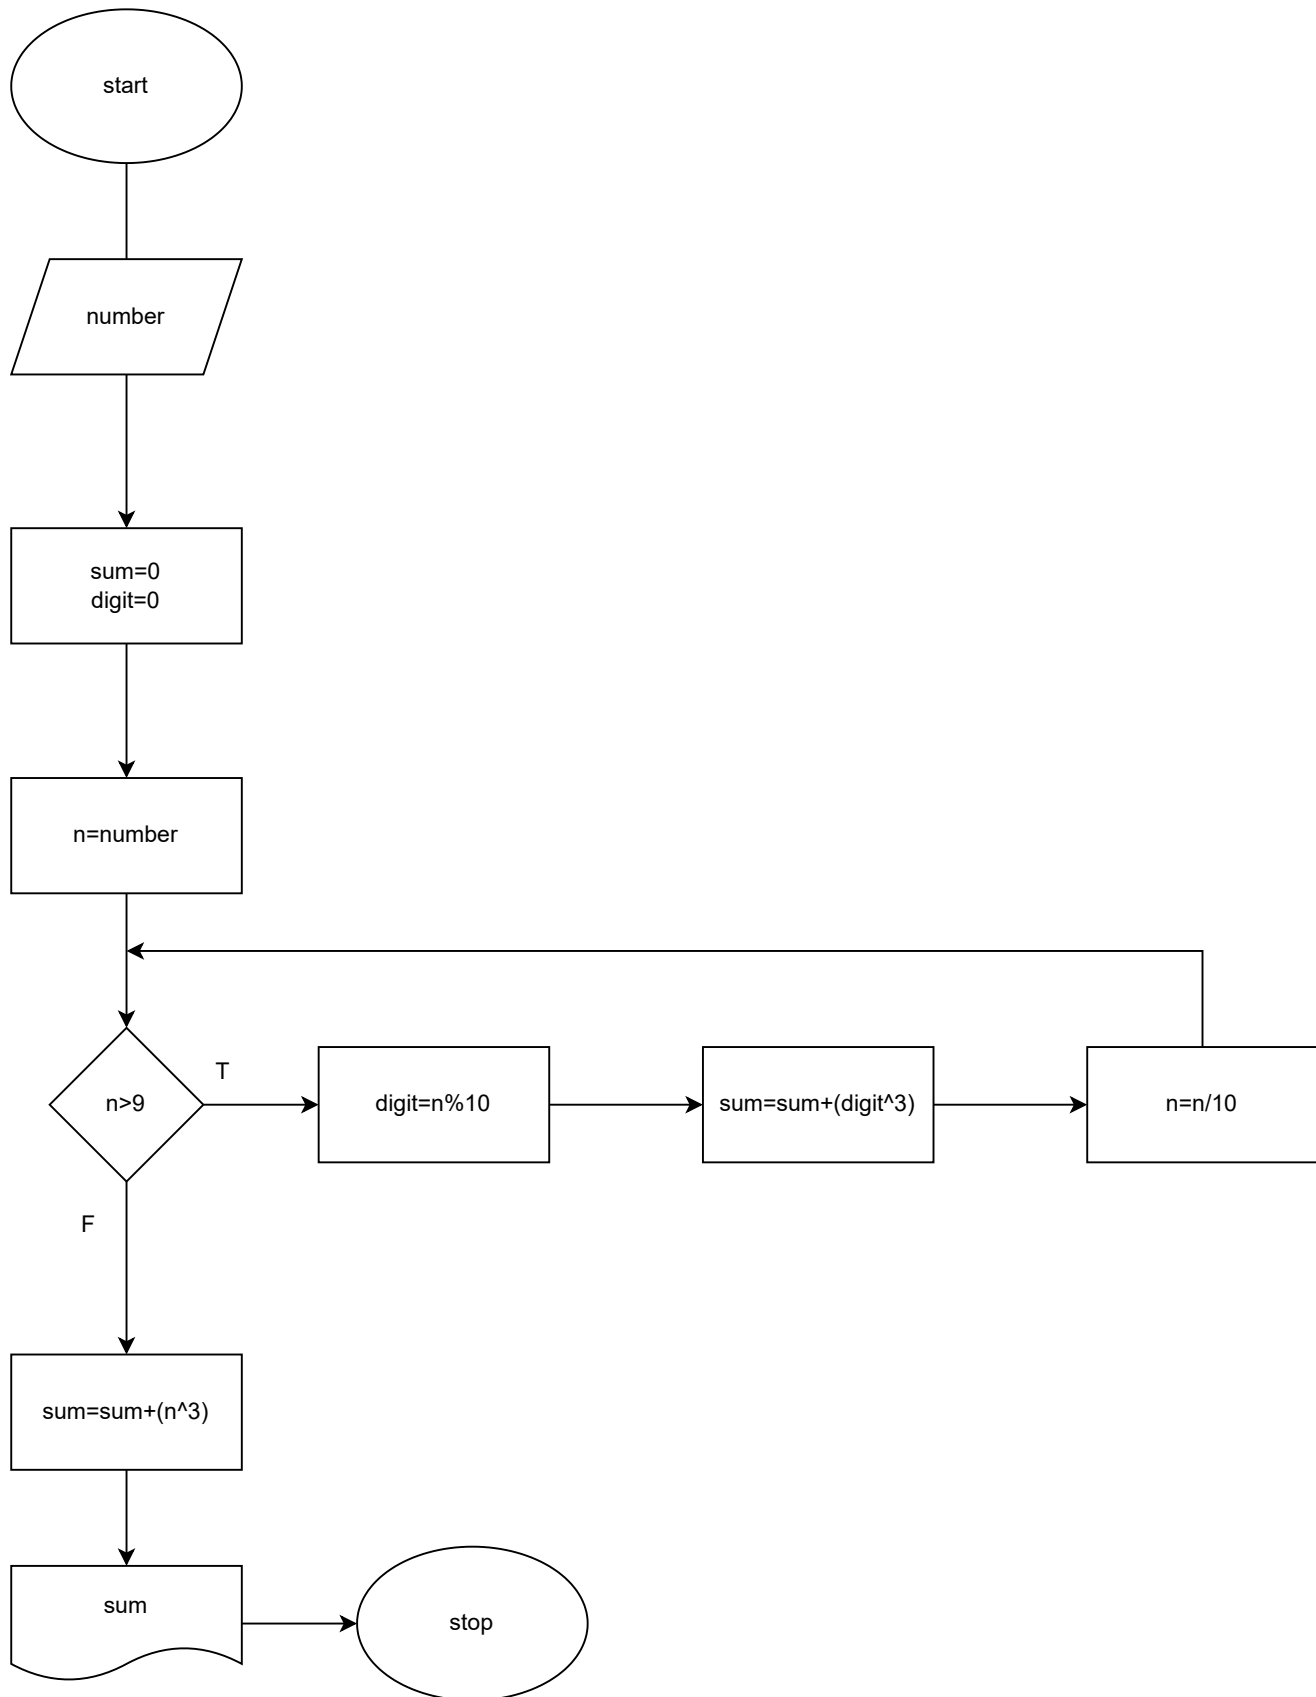 start
number
sum=0
digit=0
n=number
n>9
T
digit=n%10
sum=sum+(digit^3)
n=n/10
F
sum=sum+(n^3)
sum
stop